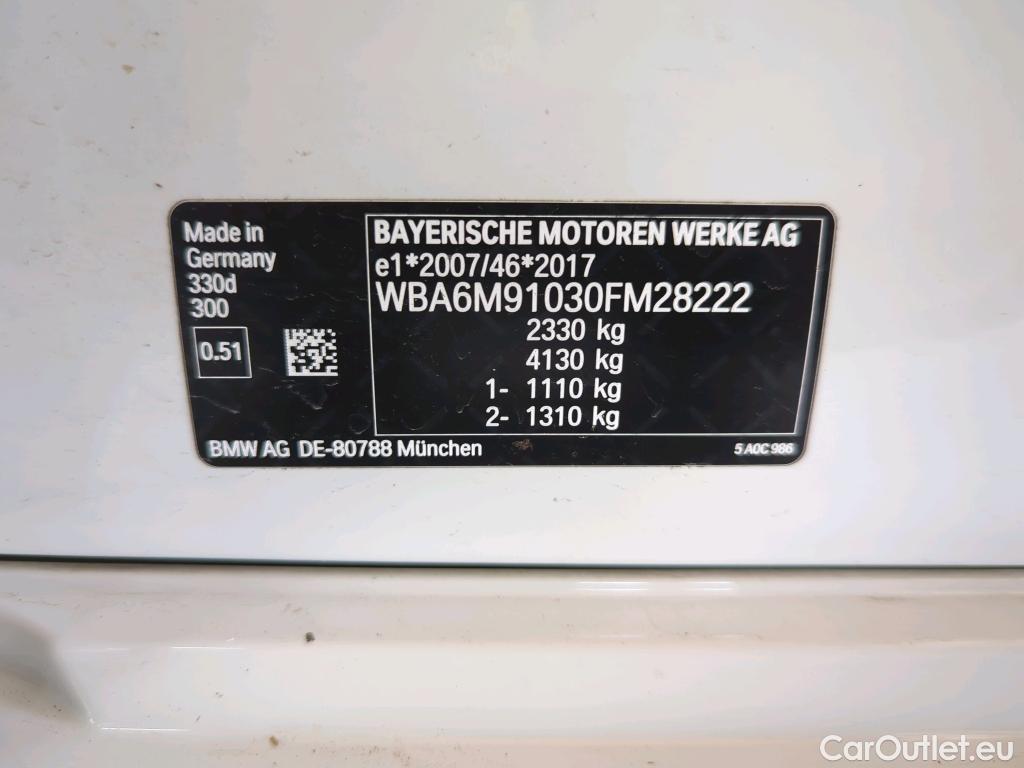 Made in
Germany
330d
300
0.51
BAYERISCHE MOTOREN WERKE AG
e1*2007/46*2017
WBA6M91030FM28222
2330 kg
4130 kg
1- 1110 kg
2- 1310 kg
BMW AG DE-80788 München
5 A0C 986
CarOutlet.eu